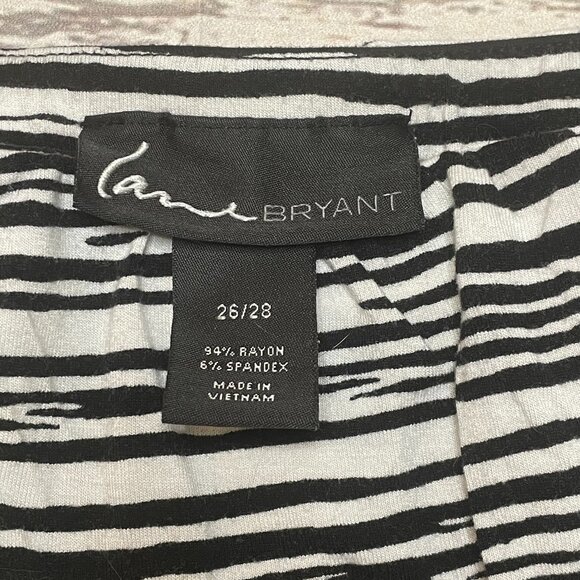 Lane BRYANT
26/28
94% RAYON
6% SPANDEX
MADE IN
VIETNAM